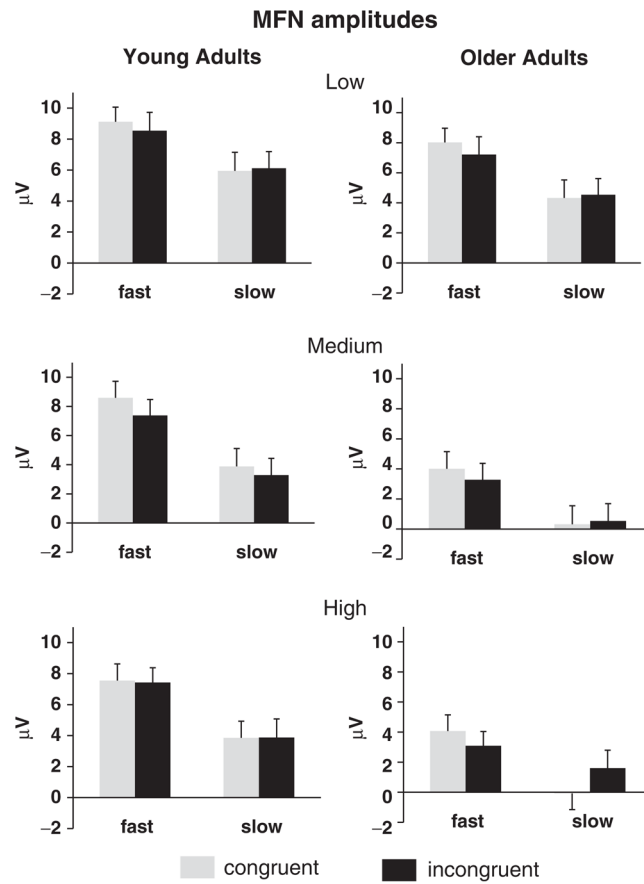 MFN amplitudes
Young Adults
Older Adults
Low
10
8
6
4
2
0
−2
μV
fast
slow
10
8
6
4
2
0
−2
μV
fast
slow
Medium
10
8
6
4
2
0
−2
μV
fast
slow
10
8
6
4
2
0
−2
μV
fast
slow
High
10
8
6
4
2
0
−2
μV
fast
slow
10
8
6
4
2
0
−2
μV
fast
slow
congruent
incongruent